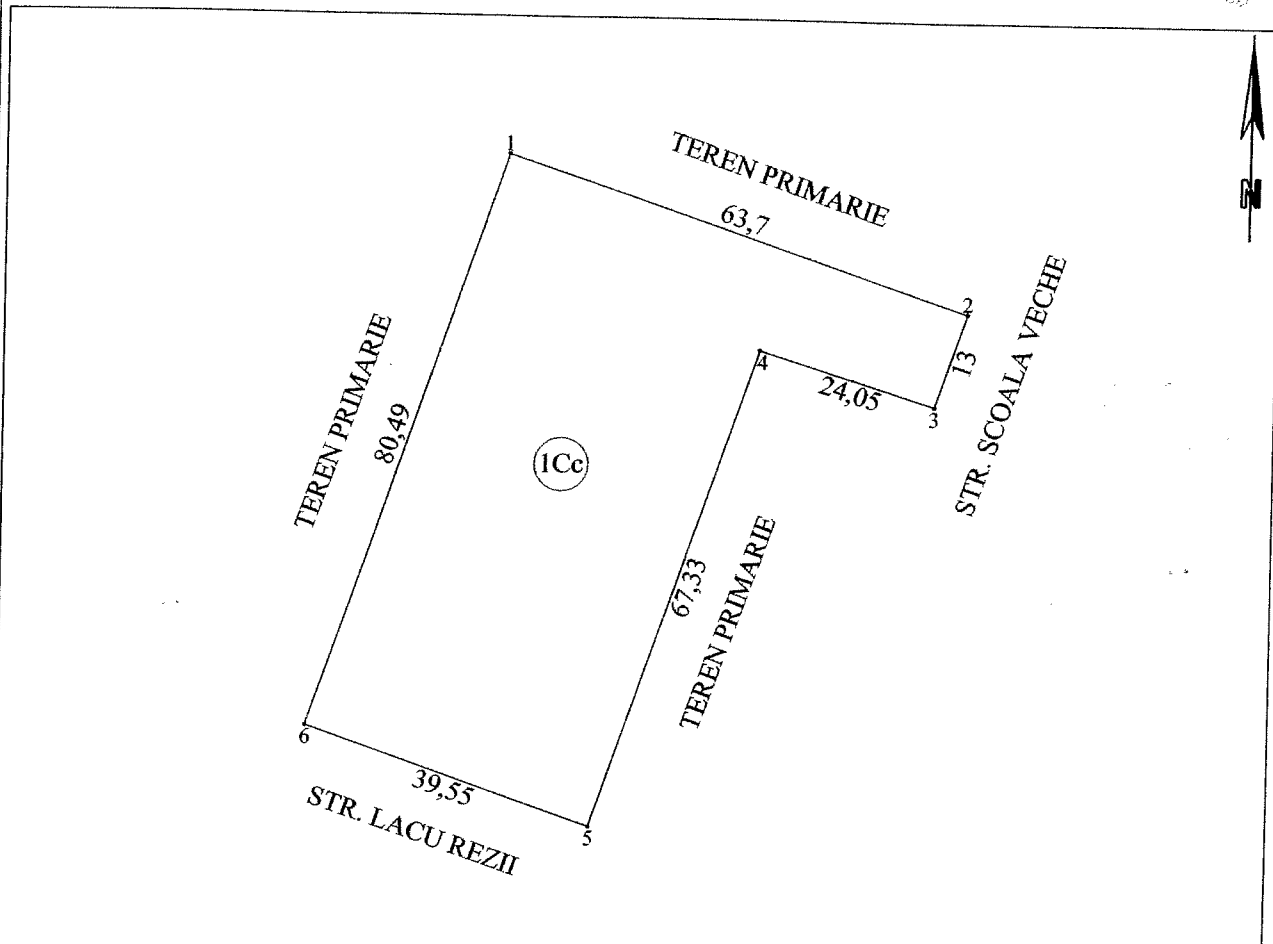 N
1
TEREN PRIMARIE
63,7
2
13
STR. SCOALA VECHE
3
24,05
4
TEREN PRIMARIE
80,49
1Cc
67,33
TEREN PRIMARIE
6
39,55
5
STR. LACU REZII